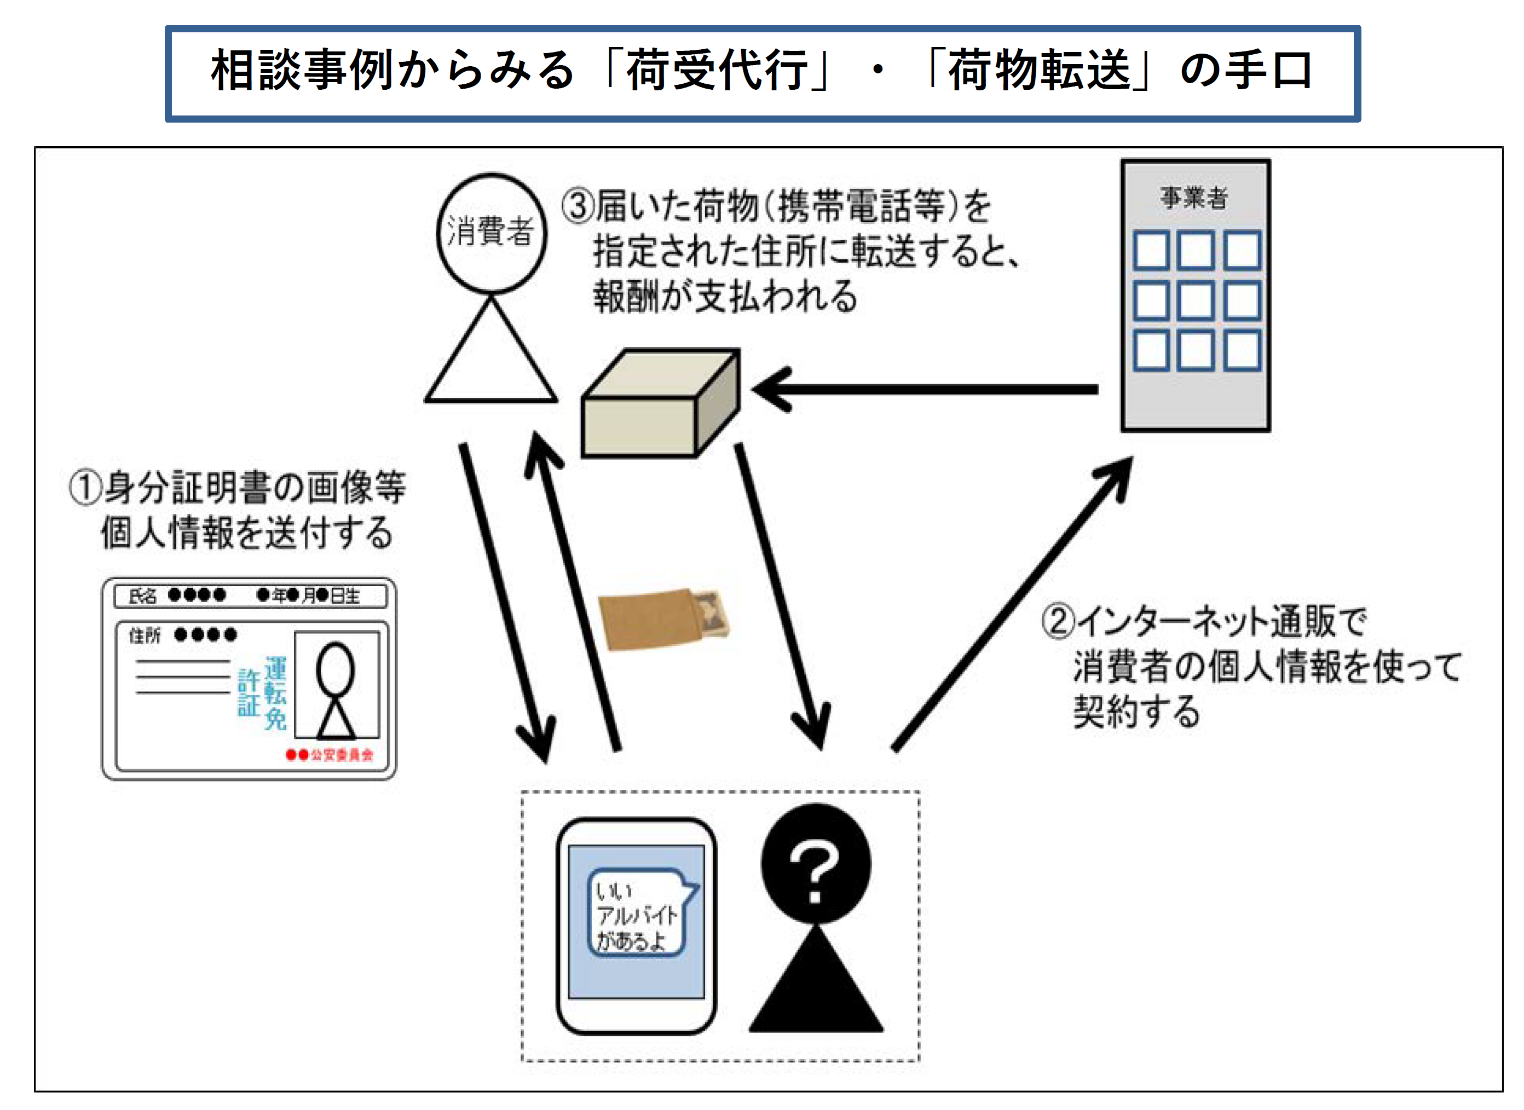 相談事例からみる「荷受代行」・「荷物転送」の手口
消費者
③届いた荷物(携帯電話等)を
指定された住所に転送すると、
報酬が支払われる
事業者
①身分証明書の画像等
個人情報を送付する
氏名 ●●●● ●年●月●日生
住所 ●●●●
運転免
許証
●●公安委員会
②インターネット通販で
消費者の個人情報を使って
契約する
いい
アルバイト
があるよ
?